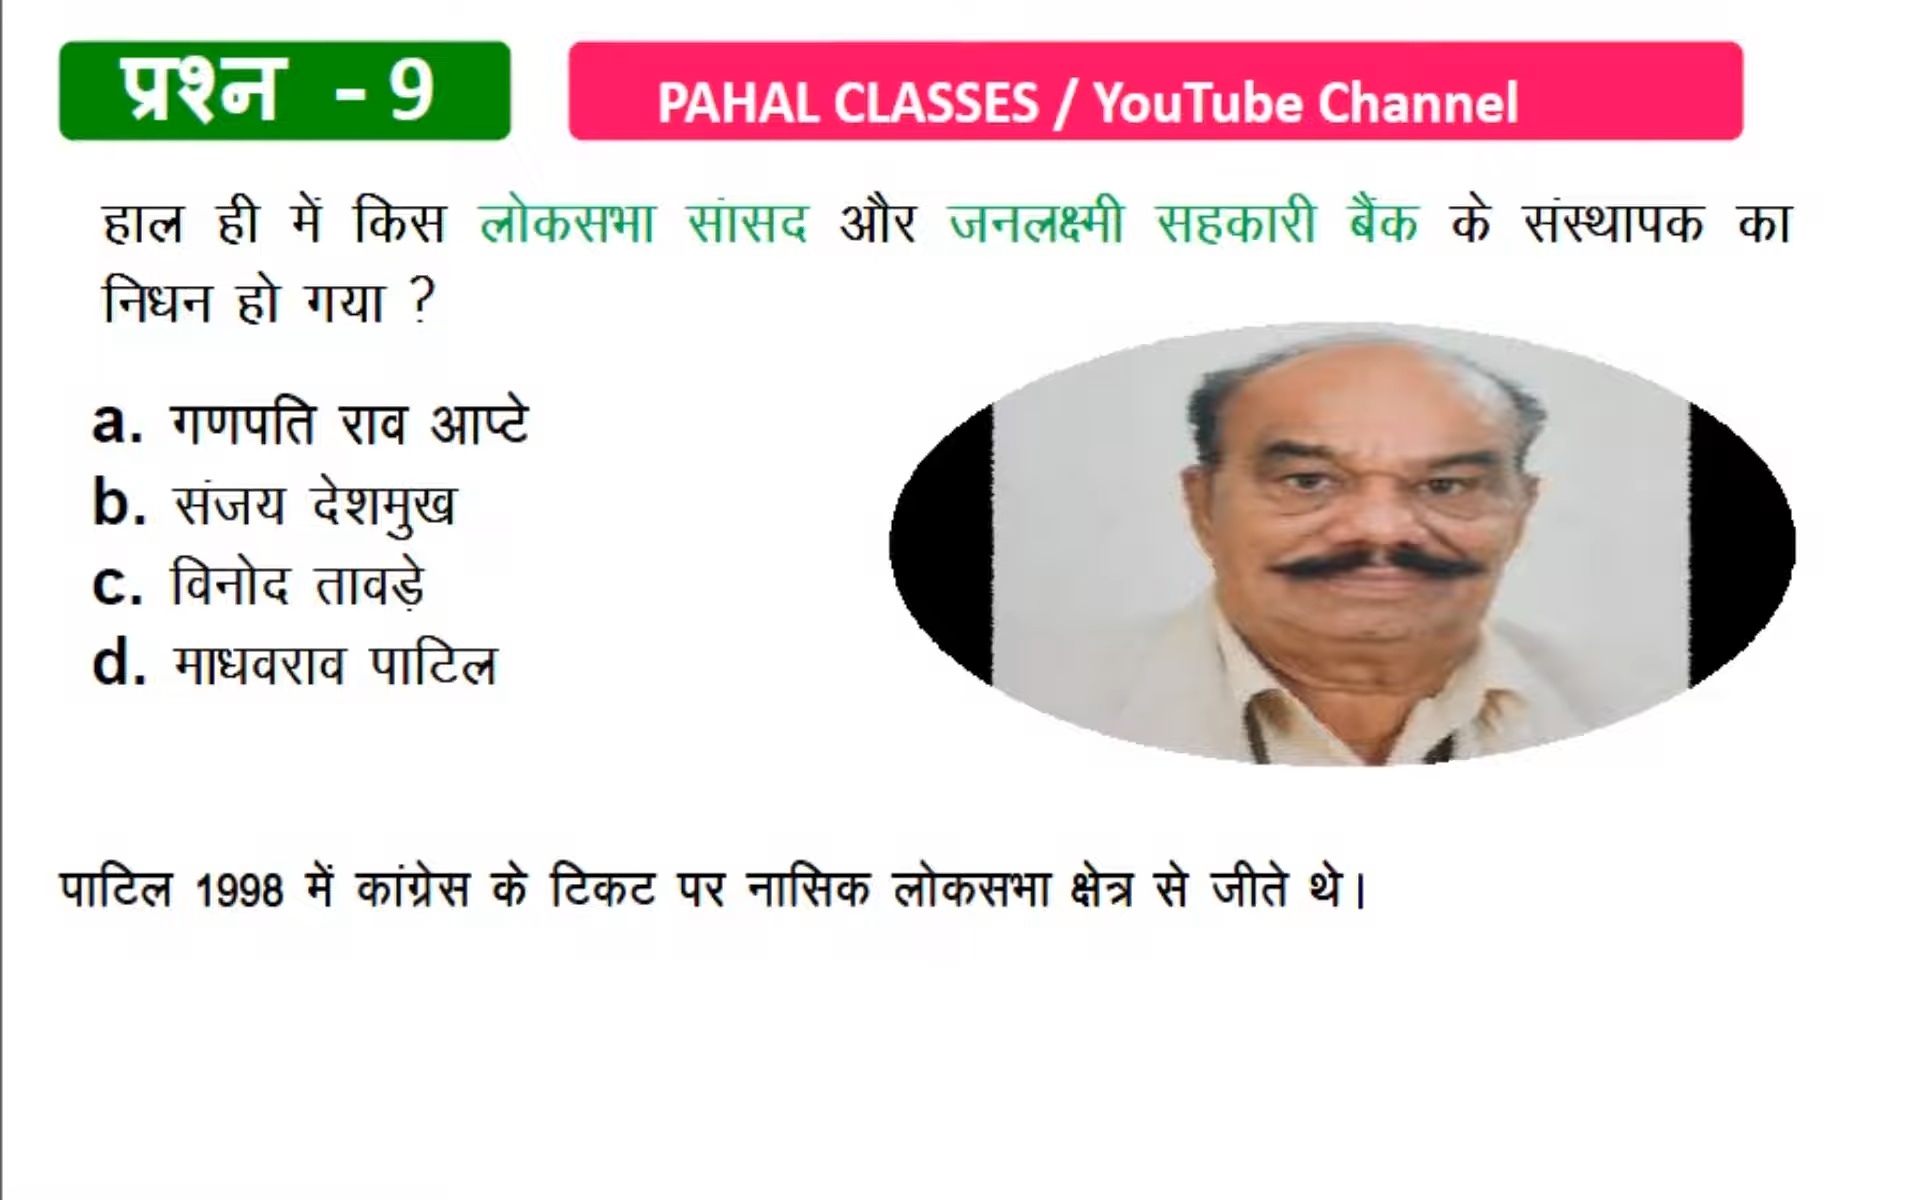 प्रश्न - 9
PAHAL CLASSES / YouTube Channel
हाल ही में किस लोकसभा सांसद और जनलक्ष्मी सहकारी बैंक के संस्थापक का
निधन हो गया ?
a. गणपति राव आप्टे
b. संजय देशमुख
c. विनोद तावड़े
d. माधवराव पाटिल
पाटिल 1998 में कांग्रेस के टिकट पर नासिक लोकसभा क्षेत्र से जीते थे।